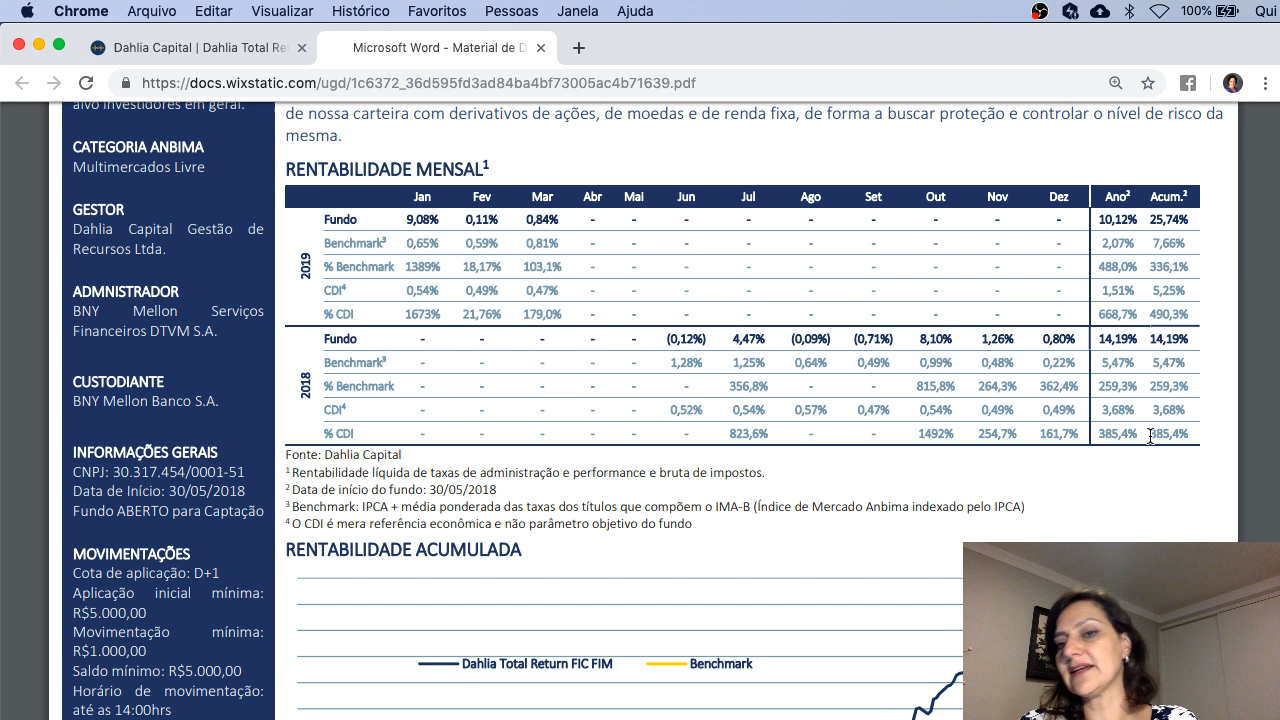 Chrome Arquivo Editar Visualizar Histórico Favoritos Pessoas Janela Ajuda 100% Qui
Dahlia Capital | Dahlia Total Re
Microsoft Word - Material de D
https://docs.wixstatic.com/ugd/1c6372_36d595fd3ad84ba4bf73005ac4b71639.pdf
alvo investidores em geral.
CATEGORIA ANBIMA
Multimercados Livre
GESTOR
Dahlia Capital Gestão de
Recursos Ltda.
ADMNISTRADOR
BNY Mellon Serviços
Financeiros DTVM S.A.
CUSTODIANTE
BNY Mellon Banco S.A.
INFORMAÇÕES GERAIS
CNPJ: 30.317.454/0001-51
Data de Início: 30/05/2018
Fundo ABERTO para Captação
MOVIMENTAÇÕES
Cota de aplicação: D+1
Aplicação inicial mínima:
R$5.000,00
Movimentação mínima:
R$1.000,00
Saldo mínimo: R$5.000,00
Horário de movimentação:
até as 14:00hrs
de nossa carteira com derivativos de ações, de moedas e de renda fixa, de forma a buscar proteção e controlar o nível de risco da
mesma.
RENTABILIDADE MENSAL¹
Jan Fev Mar Abr Mai Jun Jul Ago Set Out Nov Dez Ano² Acum.²
2019
Fundo 9,08% 0,11% 0,84% - - - - - - - - - 10,12% 25,74%
Benchmark³ 0,65% 0,59% 0,81% - - - - - - - - - 2,07% 7,66%
% Benchmark 1389% 18,17% 103,1% - - - - - - - - - 488,0% 336,1%
CDI⁴ 0,54% 0,49% 0,47% - - - - - - - - - 1,51% 5,25%
% CDI 1673% 21,76% 179,0% - - - - - - - - - 668,7% 490,3%
2018
Fundo - - - - - (0,12%) 4,47% (0,09%) (0,71%) 8,10% 1,26% 0,80% 14,19% 14,19%
Benchmark³ - - - - - 1,28% 1,25% 0,64% 0,49% 0,99% 0,48% 0,22% 5,47% 5,47%
% Benchmark - - - - - - 356,8% - - 815,8% 264,3% 362,4% 259,3% 259,3%
CDI⁴ - - - - - 0,52% 0,54% 0,57% 0,47% 0,54% 0,49% 0,49% 3,68% 3,68%
% CDI - - - - - - 823,6% - - 1492% 254,7% 161,7% 385,4% 385,4%
Fonte: Dahlia Capital
¹ Rentabilidade líquida de taxas de administração e performance e bruta de impostos.
² Data de início do fundo: 30/05/2018
³ Benchmark: IPCA + média ponderada das taxas dos títulos que compõem o IMA-B (Índice de Mercado Anbima indexado pelo IPCA)
⁴ O CDI é mera referência econômica e não parâmetro objetivo do fundo
RENTABILIDADE ACUMULADA
Dahlia Total Return FIC FIM Benchmark